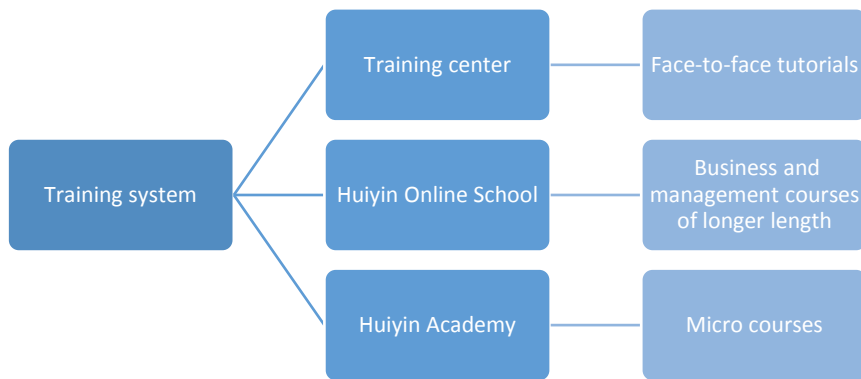 Training center
Face-to-face tutorials
Training system
Huiyin Online School
Business and
management courses
of longer length
Huiyin Academy
Micro courses